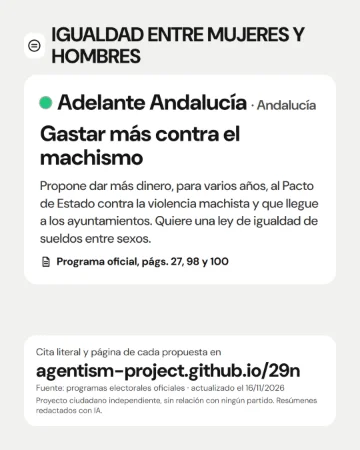 IGUALDAD ENTRE MUJERES Y
HOMBRES
Adelante Andalucía · Andalucía
Gastar más contra el
machismo
Propone dar más dinero, para varios años, al Pacto
de Estado contra la violencia machista y que llegue
a los ayuntamientos. Quiere una ley de igualdad de
sueldos entre sexos.
Programa oficial, págs. 27, 98 y 100
Cita literal y página de cada propuesta en
agentism-project.github.io/29n
Fuente: programas electorales oficiales · actualizado el 16/11/2026
Proyecto ciudadano independiente, sin relación con ningún partido. Resúmenes
redactados con IA.